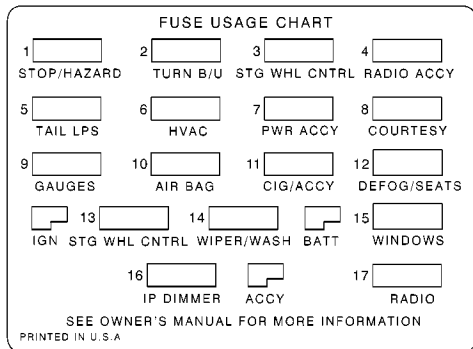 FUSE USAGE CHART
1 2 3 4
STOP/HAZARD TURN B/U STG WHL CNTRL RADIO ACCY
5 6 7 8
TAIL LPS HVAC PWR ACCY COURTESY
9 10 11 12
GAUGES AIR BAG CIG/ACCY DEFOG/SEATS
13 14 15
IGN STG WHL CNTRL WIPER/WASH BATT WINDOWS
16 17
IP DIMMER ACCY RADIO
SEE OWNER'S MANUAL FOR MORE INFORMATION
PRINTED IN U.S.A